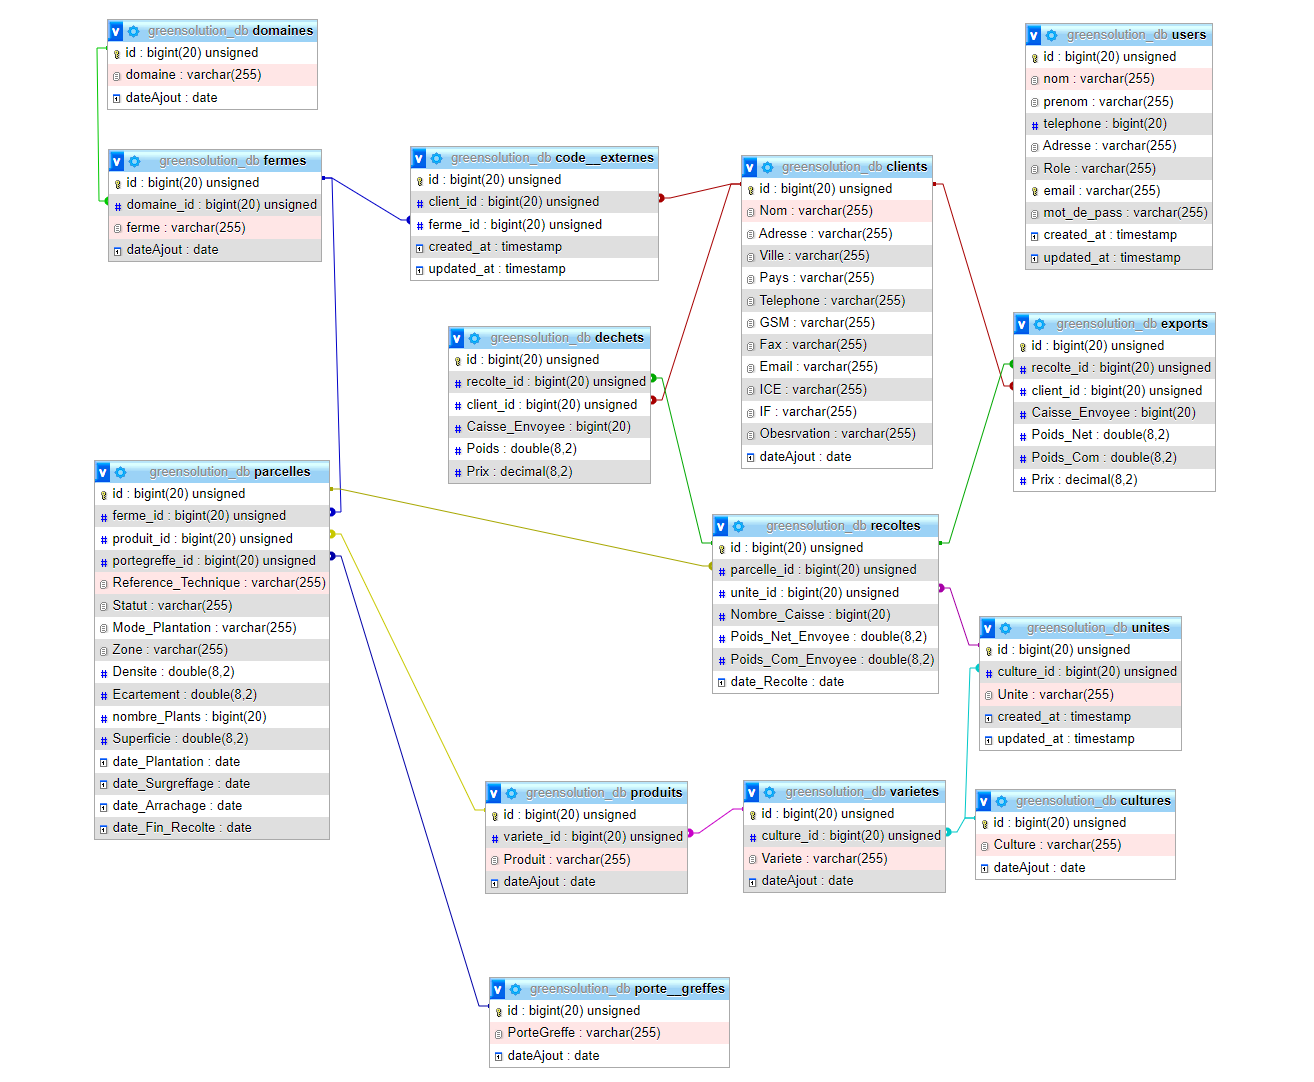 greensolution_db domaines
id : bigint(20) unsigned
domaine : varchar(255)
dateAjout : date
greensolution_db fermes
id : bigint(20) unsigned
domaine_id : bigint(20) unsigned
ferme : varchar(255)
dateAjout : date
greensolution_db code__externes
id : bigint(20) unsigned
client_id : bigint(20) unsigned
ferme_id : bigint(20) unsigned
created_at : timestamp
updated_at : timestamp
greensolution_db clients
id : bigint(20) unsigned
Nom : varchar(255)
Adresse : varchar(255)
Ville : varchar(255)
Pays : varchar(255)
Telephone : varchar(255)
GSM : varchar(255)
Fax : varchar(255)
Email : varchar(255)
ICE : varchar(255)
IF : varchar(255)
Obesrvation : varchar(255)
dateAjout : date
greensolution_db users
id : bigint(20) unsigned
nom : varchar(255)
prenom : varchar(255)
telephone : bigint(20)
Adresse : varchar(255)
Role : varchar(255)
email : varchar(255)
mot_de_pass : varchar(255)
created_at : timestamp
updated_at : timestamp
greensolution_db dechets
id : bigint(20) unsigned
recolte_id : bigint(20) unsigned
client_id : bigint(20) unsigned
Caisse_Envoyee : bigint(20)
Poids : double(8,2)
Prix : decimal(8,2)
greensolution_db exports
id : bigint(20) unsigned
recolte_id : bigint(20) unsigned
client_id : bigint(20) unsigned
Caisse_Envoyee : bigint(20)
Poids_Net : double(8,2)
Poids_Com : double(8,2)
Prix : decimal(8,2)
greensolution_db parcelles
id : bigint(20) unsigned
ferme_id : bigint(20) unsigned
produit_id : bigint(20) unsigned
portegreffe_id : bigint(20) unsigned
Reference_Technique : varchar(255)
Statut : varchar(255)
Mode_Plantation : varchar(255)
Zone : varchar(255)
Densite : double(8,2)
Ecartement : double(8,2)
nombre_Plants : bigint(20)
Superficie : double(8,2)
date_Plantation : date
date_Surgreffage : date
date_Arrachage : date
date_Fin_Recolte : date
greensolution_db recoltes
id : bigint(20) unsigned
parcelle_id : bigint(20) unsigned
unite_id : bigint(20) unsigned
Nombre_Caisse : bigint(20)
Poids_Net_Envoyee : double(8,2)
Poids_Com_Envoyee : double(8,2)
date_Recolte : date
greensolution_db unites
id : bigint(20) unsigned
culture_id : bigint(20) unsigned
Unite : varchar(255)
created_at : timestamp
updated_at : timestamp
greensolution_db produits
id : bigint(20) unsigned
variete_id : bigint(20) unsigned
Produit : varchar(255)
dateAjout : date
greensolution_db varietes
id : bigint(20) unsigned
culture_id : bigint(20) unsigned
Variete : varchar(255)
dateAjout : date
greensolution_db cultures
id : bigint(20) unsigned
Culture : varchar(255)
dateAjout : date
greensolution_db porte__greffes
id : bigint(20) unsigned
PorteGreffe : varchar(255)
dateAjout : date